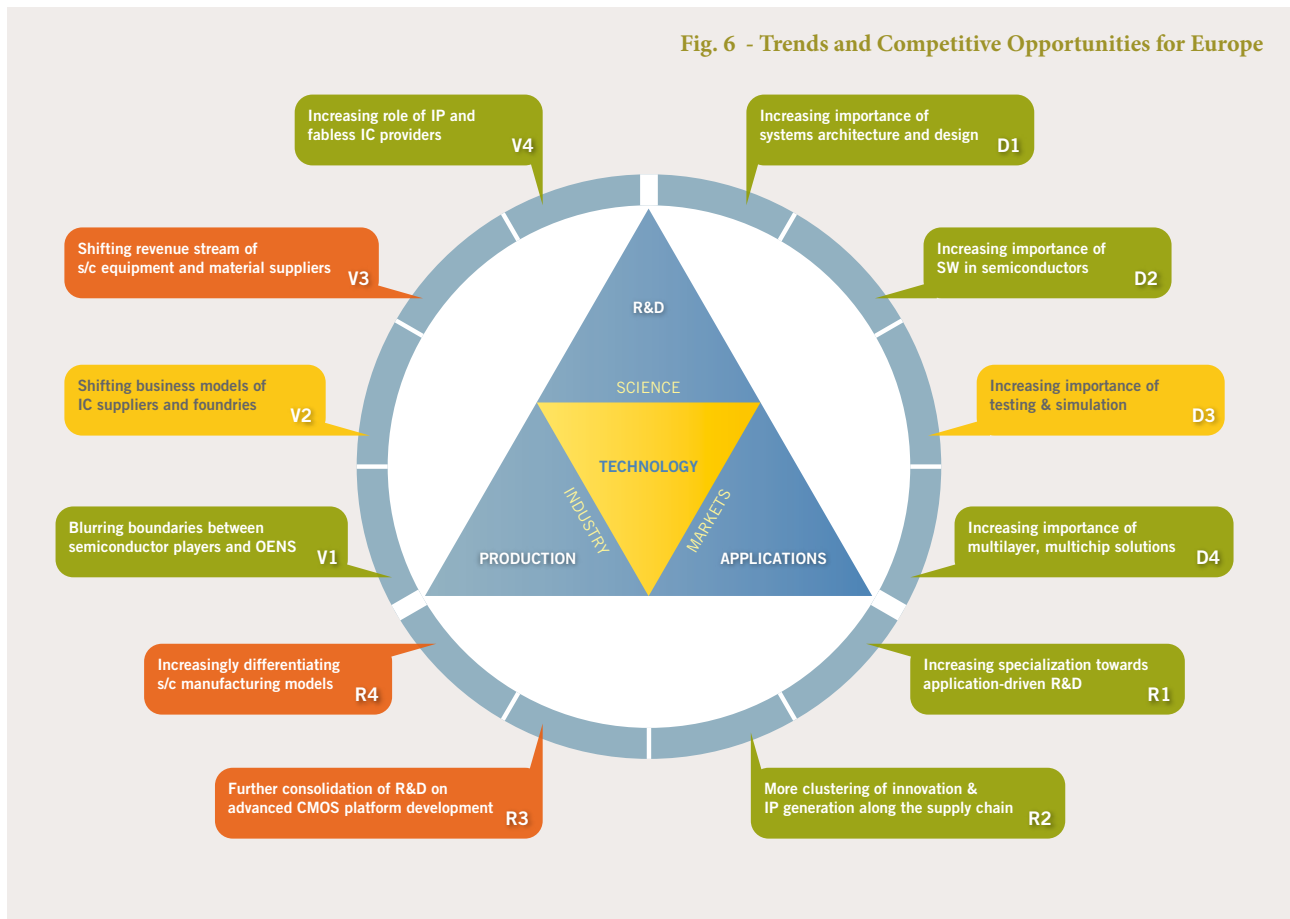 Fig. 6 - Trends and Competitive Opportunities for Europe
Increasing role of IP and
fabless IC providers
V4
Increasing importance of
systems architecture and design
D1
Shifting revenue stream of
s/c equipment and material suppliers
V3
Increasing importance of
SW in semiconductors
D2
Shifting business models of
IC suppliers and foundries
V2
Increasing importance of
testing & simulation
D3
Blurring boundaries between
semiconductor players and OENS
V1
Increasing importance of
multilayer, multichip solutions
D4
Increasingly differentiating
s/c manufacturing models
R4
Increasing specialization towards
application-driven R&D
R1
Further consolidation of R&D on
advanced CMOS platform development
R3
More clustering of innovation &
IP generation along the supply chain
R2
R&D
SCIENCE
TECHNOLOGY
INDUSTRY
MARKETS
PRODUCTION
APPLICATIONS